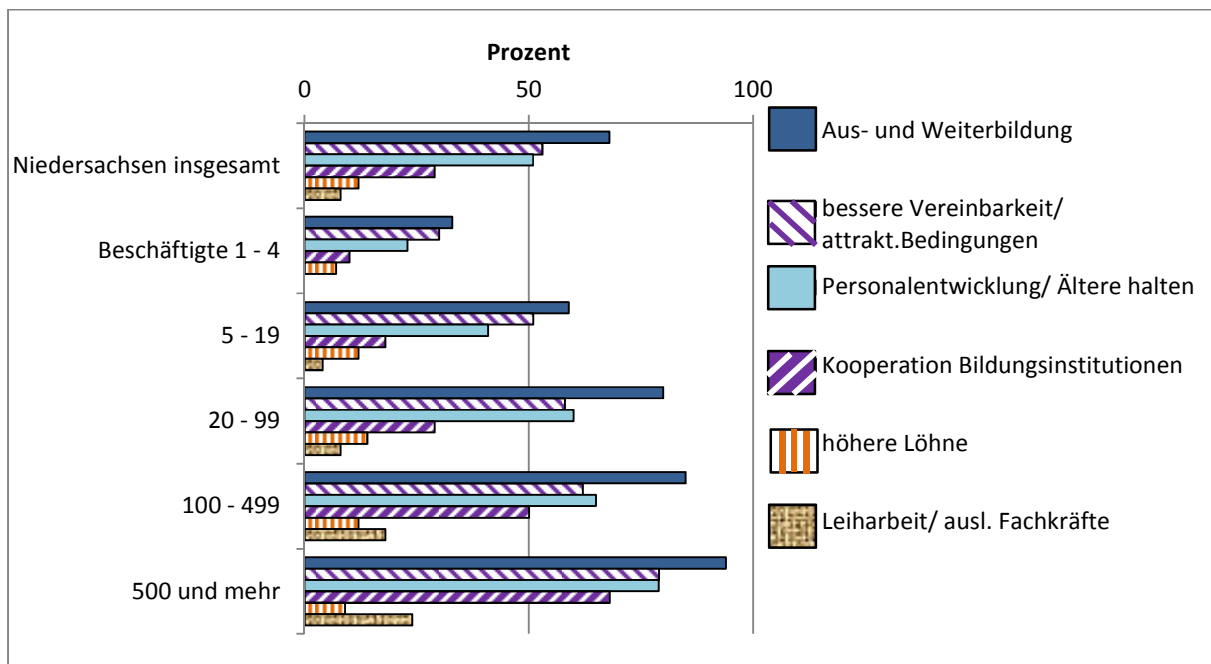 Prozent
0 50 100
Niedersachsen insgesamt
Beschäftigte 1 - 4
5 - 19
20 - 99
100 - 499
500 und mehr
Aus- und Weiterbildung
bessere Vereinbarkeit/
attrakt.Bedingungen
Personalentwicklung/ Ältere halten
Kooperation Bildungsinstitutionen
höhere Löhne
Leiharbeit/ ausl. Fachkräfte